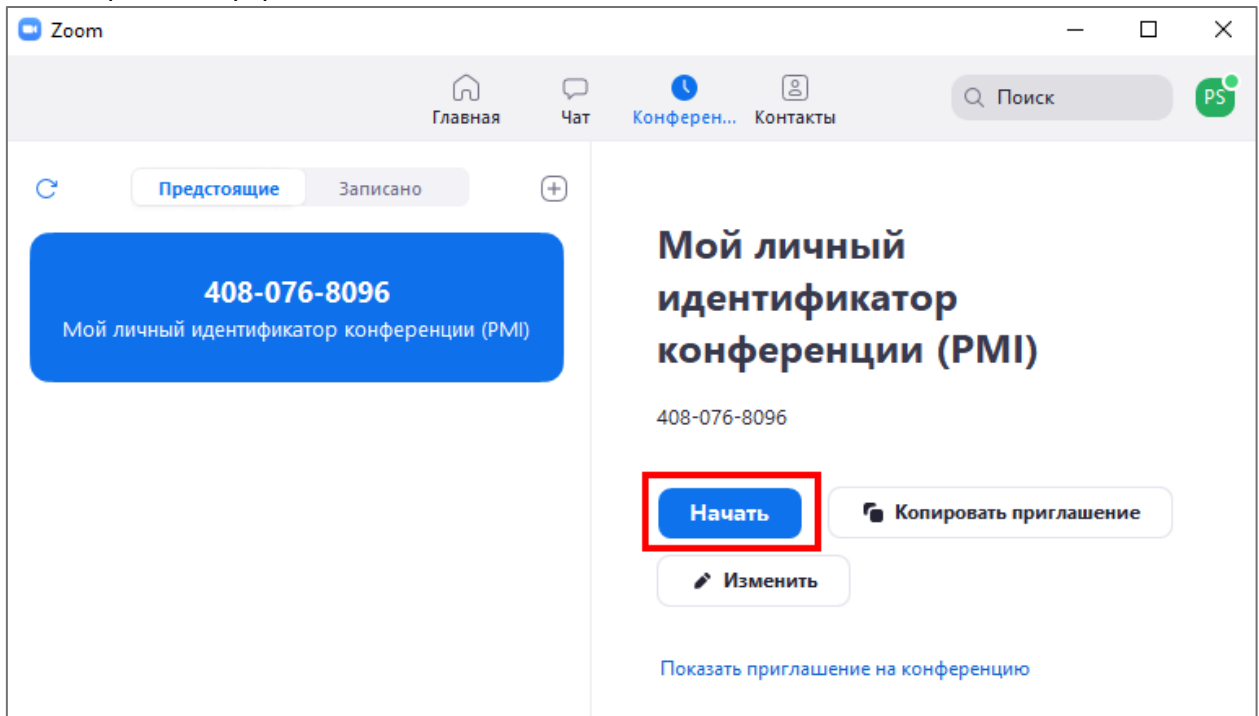 Zoom
Главная
Чат
Конферен...
Контакты
Поиск
PS
Предстоящие
Записано
408-076-8096
Мой личный идентификатор конференции (PMI)
Мой личный
идентификатор
конференции (PMI)
408-076-8096
Начать
Копировать приглашение
Изменить
Показать приглашение на конференцию